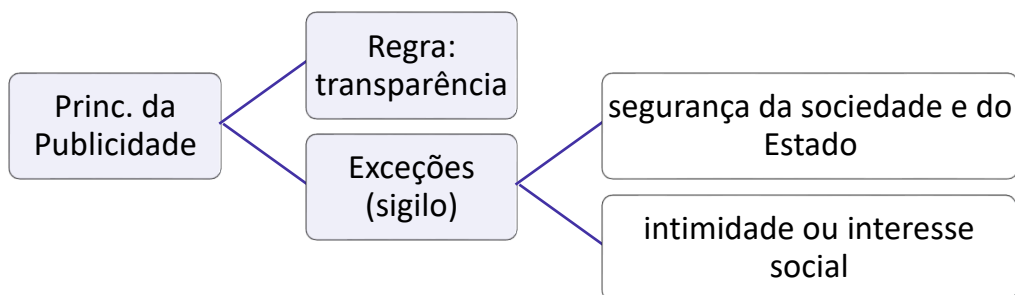 Princ. da
Publicidade
Regra:
transparência
Exceções
(sigilo)
segurança da sociedade e do
Estado
intimidade ou interesse
social